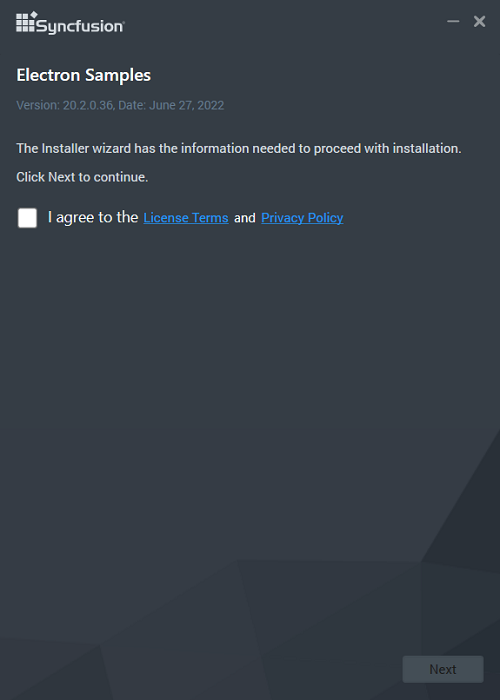 Syncfusion
Electron Samples
Version: 20.2.0.36, Date: June 27, 2022
The Installer wizard has the information needed to proceed with installation.
Click Next to continue.
I agree to the License Terms and Privacy Policy
Next